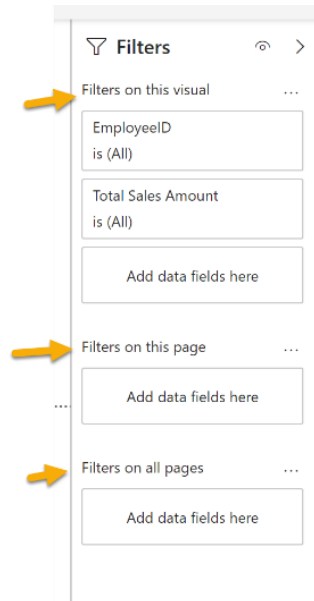 Filters
Filters on this visual ...
EmployeeID
is (All)
Total Sales Amount
is (All)
Add data fields here
Filters on this page ...
Add data fields here
Filters on all pages ...
Add data fields here